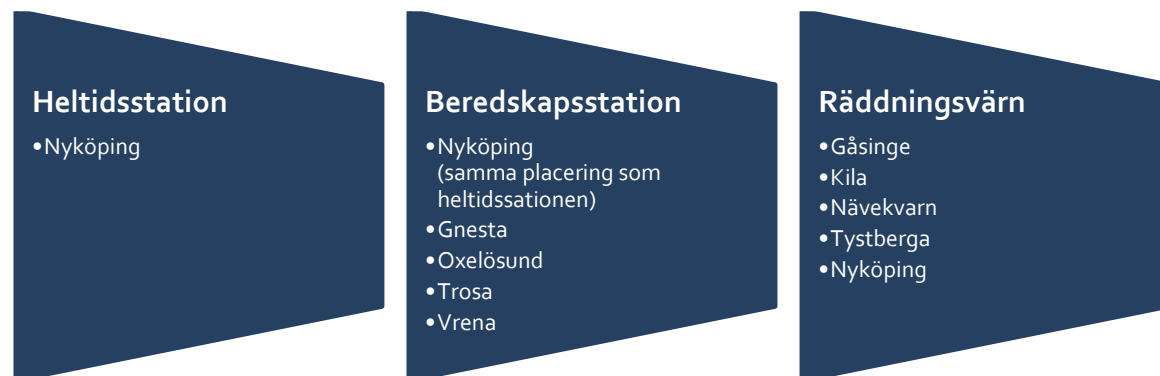 Heltidsstation
•Nyköping
Beredskapsstation
•Nyköping
(samma placering som
heltidssationen)
•Gnesta
•Oxelösund
•Trosa
•Vrena
Räddningsvärn
•Gåsinge
•Kila
•Nävekvarn
•Tystberga
•Nyköping